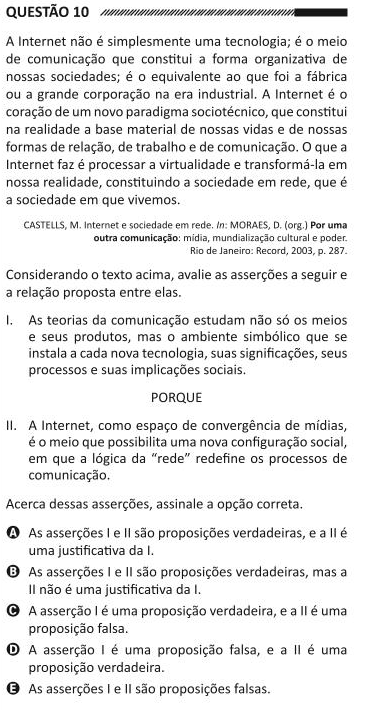 QUESTÃO 10
A Internet não é simplesmente uma tecnologia; é o meio
de comunicação que constitui a forma organizativa de
nossas sociedades; é o equivalente ao que foi a fábrica
ou a grande corporação na era industrial. A Internet é o
coração de um novo paradigma sociotécnico, que constitui
na realidade a base material de nossas vidas e de nossas
formas de relação, de trabalho e de comunicação. O que a
Internet faz é processar a virtualidade e transformá-la em
nossa realidade, constituindo a sociedade em rede, que é
a sociedade em que vivemos.
CASTELLS, M. Internet e sociedade em rede. In: MORAES, D. (org.) Por uma
outra comunicação: mídia, mundialização cultural e poder.
Rio de Janeiro: Record, 2003, p. 287.
Considerando o texto acima, avalie as asserções a seguir e
a relação proposta entre elas.
I. As teorias da comunicação estudam não só os meios
e seus produtos, mas o ambiente simbólico que se
instala a cada nova tecnologia, suas significações, seus
processos e suas implicações sociais.
PORQUE
II. A Internet, como espaço de convergência de mídias,
é o meio que possibilita uma nova configuração social,
em que a lógica da “rede” redefine os processos de
comunicação.
Acerca dessas asserções, assinale a opção correta.
A As asserções I e II são proposições verdadeiras, e a II é
uma justificativa da I.
B As asserções I e II são proposições verdadeiras, mas a
II não é uma justificativa da I.
C A asserção I é uma proposição verdadeira, e a II é uma
proposição falsa.
D A asserção I é uma proposição falsa, e a II é uma
proposição verdadeira.
E As asserções I e II são proposições falsas.